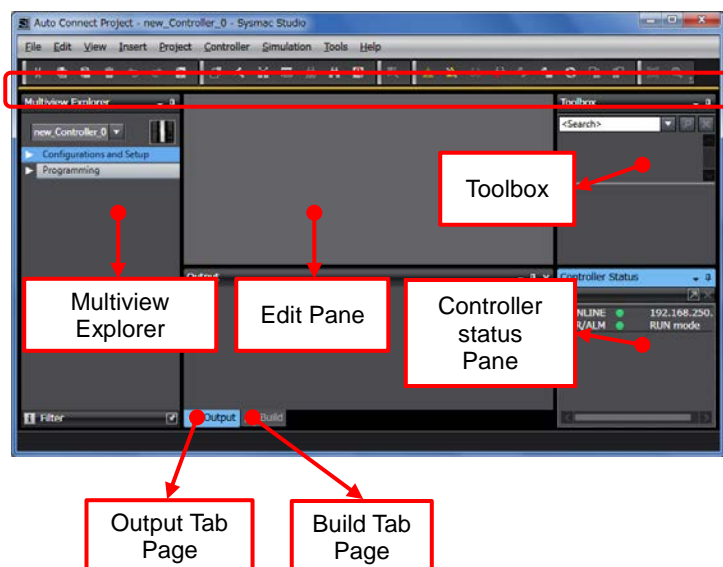 Auto Connect Project - new_Controller_0 - Sysmac Studio
File Edit View Insert Project Controller Simulation Tools Help
Multiview Explorer
Toolbox
new_Controller_0
<Search>
Configurations and Setup
Programming
Toolbox
Output
Controller Status
Multiview
Explorer
Edit Pane
Controller
status
Pane
192.168.250.
RUN mode
Filter
Output
Build
Output Tab
Page
Build Tab
Page